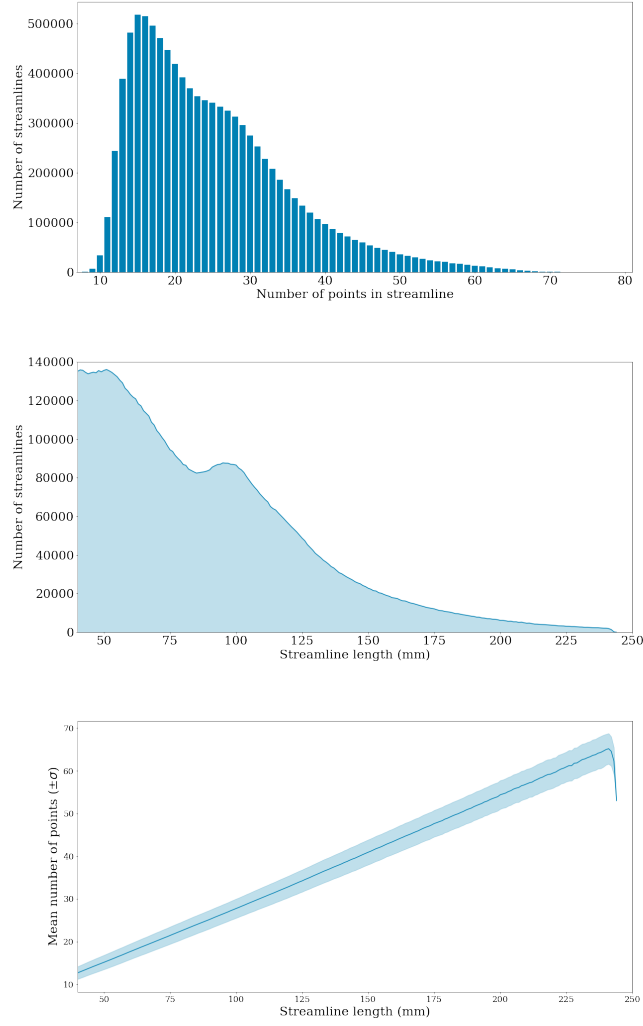 500000
400000
300000
200000
100000
0
Number of streamlines
10 20 30 40 50 60 70 80
Number of points in streamline
140000
120000
100000
80000
60000
40000
20000
0
Number of streamlines
50 75 100 125 150 175 200 225 250
Streamline length (mm)
70
60
50
40
30
20
10
Mean number of points (±σ)
50 75 100 125 150 175 200 225 250
Streamline length (mm)